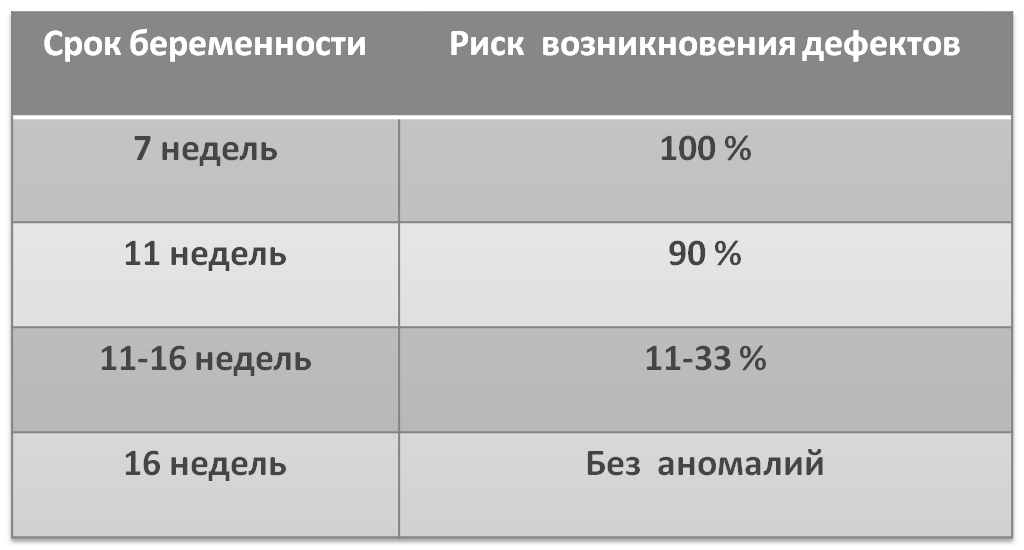 Срок беременности Риск возникновения дефектов
7 недель 100 %
11 недель 90 %
11-16 недель 11-33 %
16 недель Без аномалий